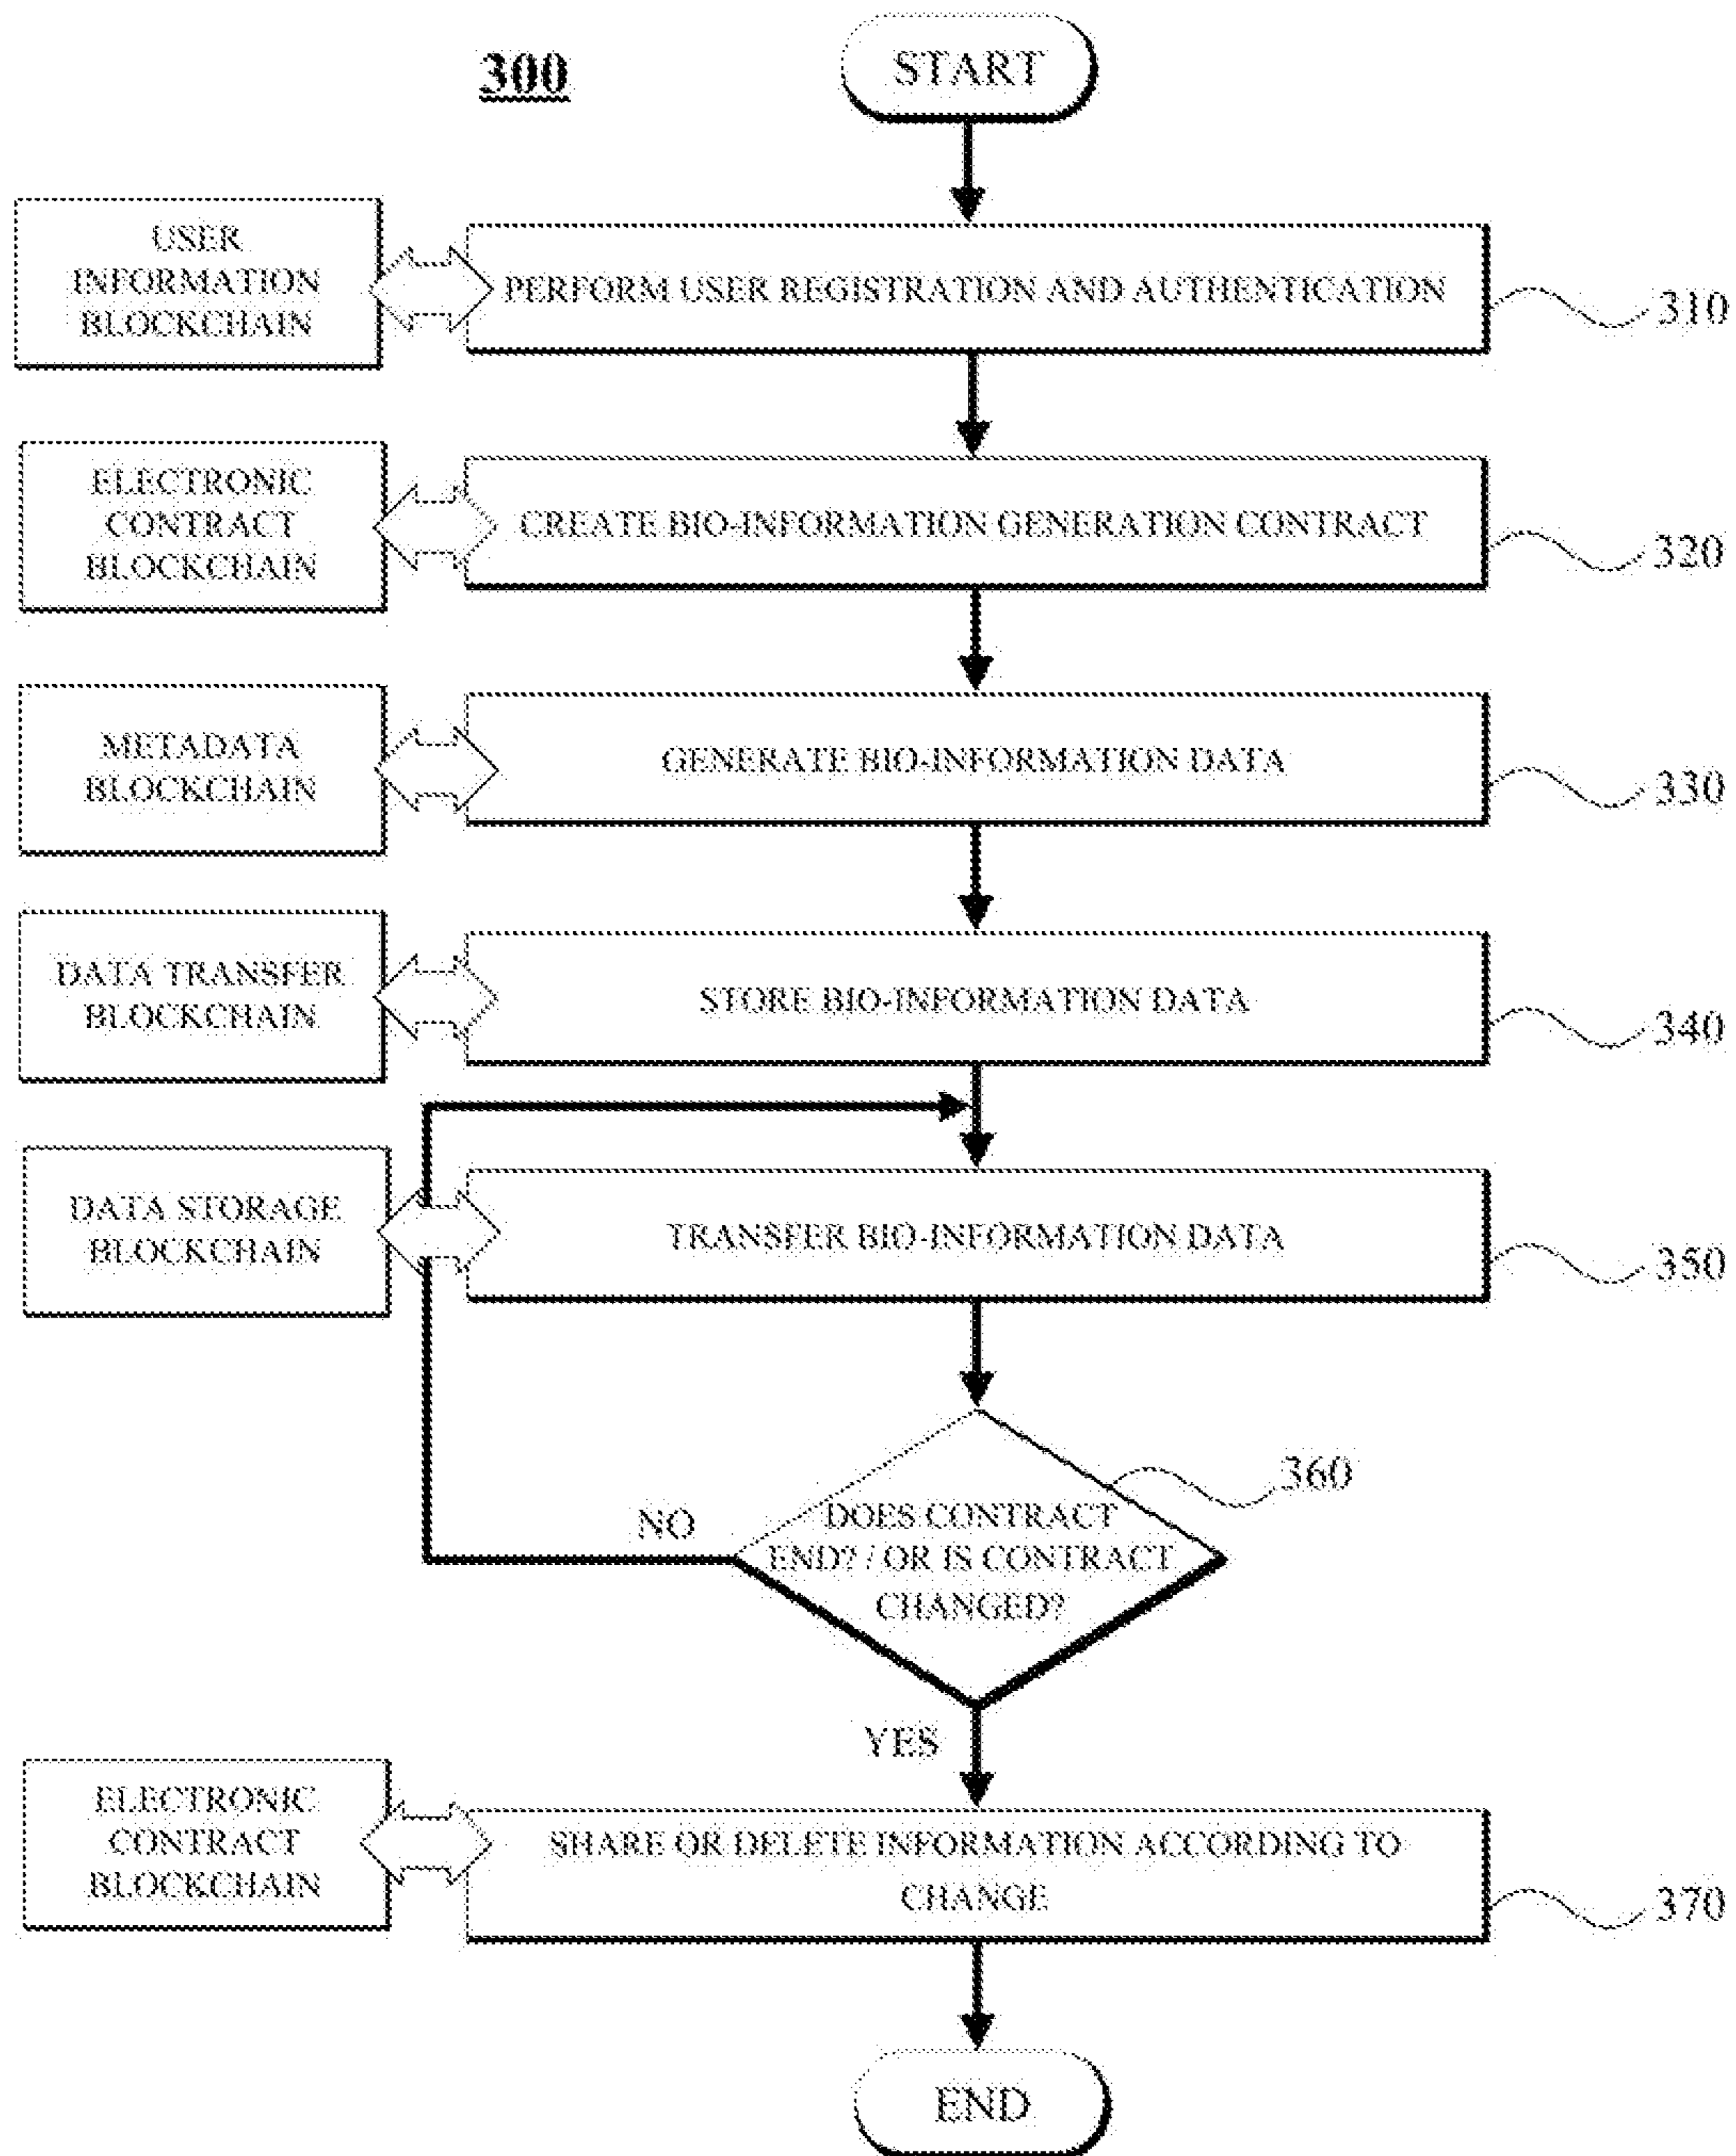 300
START
USER
INFORMATION
BLOCKCHAIN
PERFORM USER REGISTRATION AND AUTHENTICATION
310
ELECTRONIC
CONTRACT
BLOCKCHAIN
CREATE BIO-INFORMATION GENERATION CONTRACT
320
METADATA
BLOCKCHAIN
GENERATE BIO-INFORMATION DATA
330
DATA TRANSFER
BLOCKCHAIN
STORE BIO-INFORMATION DATA
340
DATA STORAGE
BLOCKCHAIN
TRANSFER BIO-INFORMATION DATA
350
360
NO
DOES CONTRACT
END? / OR IS CONTRACT
CHANGED?
YES
ELECTRONIC
CONTRACT
BLOCKCHAIN
SHARE OR DELETE INFORMATION ACCORDING TO
CHANGE
370
END